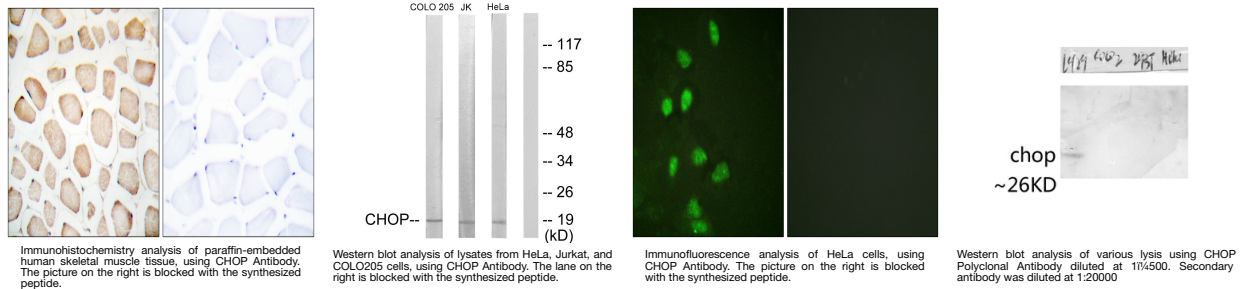 COLO 205 JK HeLa
-- 117
-- 85
-- 48
-- 34
-- 26
CHOP-- -- 19
(kD)
chop
~26KD
Immunohistochemistry analysis of paraffin-embedded
human skeletal muscle tissue, using CHOP Antibody.
The picture on the right is blocked with the synthesized
peptide.
Western blot analysis of lysates from HeLa, Jurkat, and
COLO205 cells, using CHOP Antibody. The lane on the
right is blocked with the synthesized peptide.
Immunofluorescence analysis of HeLa cells, using
CHOP Antibody. The picture on the right is blocked
with the synthesized peptide.
Western blot analysis of various lysis using CHOP
Polyclonal Antibody diluted at 1ï¼500. Secondary
antibody was diluted at 1:20000